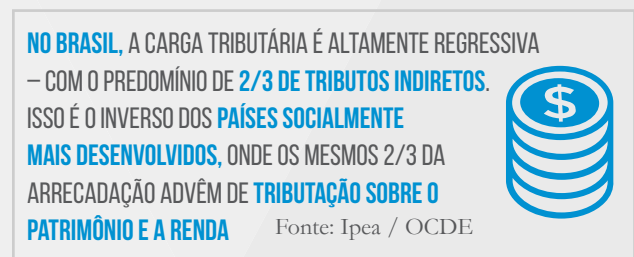 NO BRASIL, A CARGA TRIBUTÁRIA É ALTAMENTE REGRESSIVA
– COM O PREDOMÍNIO DE 2/3 DE TRIBUTOS INDIRETOS.
ISSO É O INVERSO DOS PAÍSES SOCIALMENTE
MAIS DESENVOLVIDOS, ONDE OS MESMOS 2/3 DA
ARRECADAÇÃO ADVÊM DE TRIBUTAÇÃO SOBRE O
PATRIMÔNIO E A RENDA Fonte: Ipea / OCDE
$